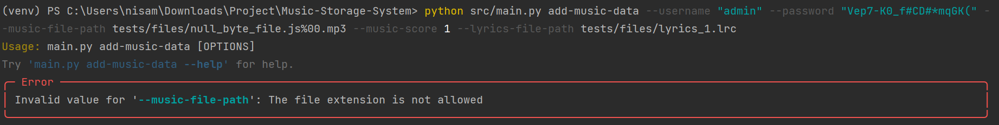 (venv) PS C:\Users\nisam\Downloads\Project\Music-Storage-System> python src/main.py add-music-data --username "admin" --password "Vep7-K0_f#CD#*mqGK(" -
-music-file-path tests/files/null_byte_file.js%00.mp3 --music-score 1 --lyrics-file-path tests/files/lyrics_1.lrc
Usage: main.py add-music-data [OPTIONS]
Try 'main.py add-music-data --help' for help.
Error
Invalid value for '--music-file-path': The file extension is not allowed